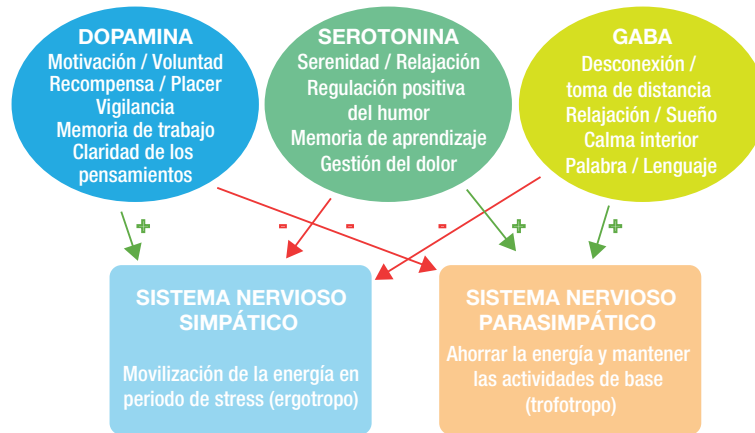 DOPAMINA
Motivación / Voluntad
Recompensa / Placer
Vigilancia
Memoria de trabajo
Claridad de los
pensamientos
SEROTONINA
Serenidad / Relajación
Regulación positiva
del humor
Memoria de aprendizaje
Gestión del dolor
GABA
Desconexión /
toma de distancia
Relajación / Sueño
Calma interior
Palabra / Lenguaje
+
-
-
-
+
+
SISTEMA NERVIOSO
SIMPÁTICO
Movilización de la energía en
periodo de stress (ergotropo)
SISTEMA NERVIOSO
PARASIMPÁTICO
Ahorrar la energía y mantener
las actividades de base
(trofotropo)